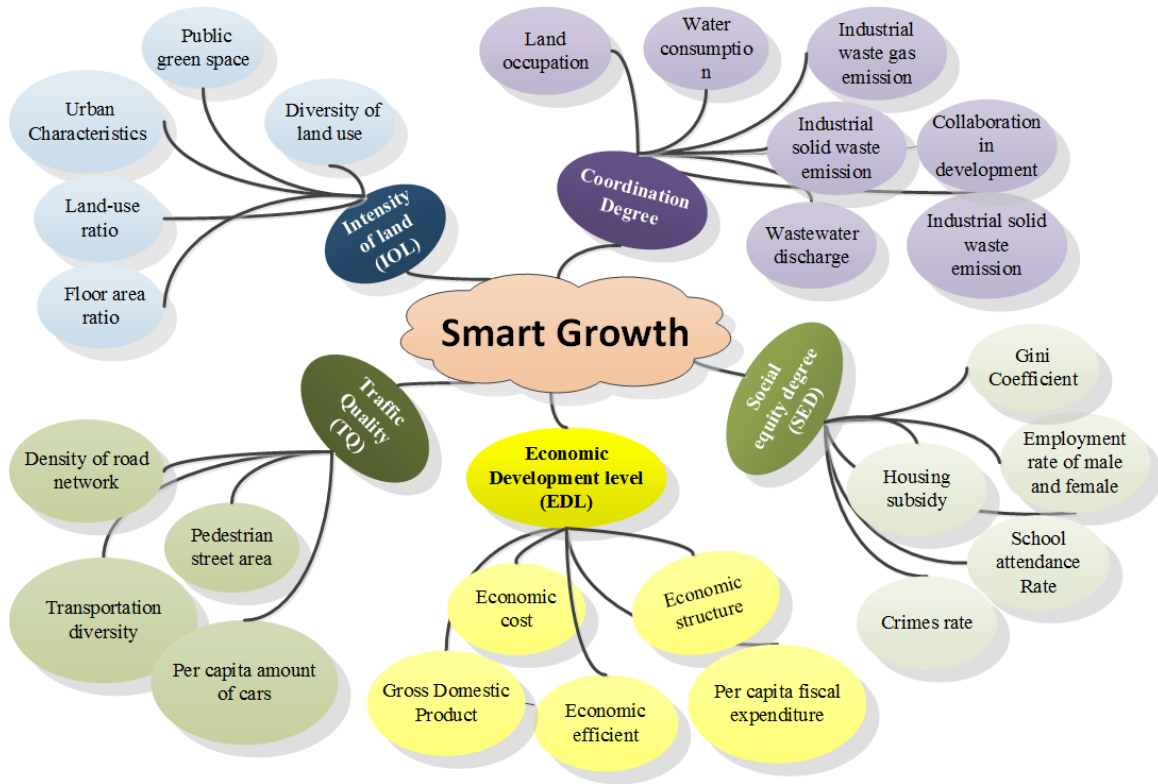 Public
green space
Urban
Characteristics
Diversity of
land use
Land-use
ratio
Floor area
ratio
Intensity
of land
(IOL)
Land
occupation
Water
consumptio
n
Industrial
waste gas
emission
Industrial
solid waste
emission
Collaboration
in
development
Coordination
Degree
Wastewater
discharge
Industrial solid
waste
emission
Smart Growth
Traffic
Quality
(TQ)
Density of road
network
Pedestrian
street area
Transportation
diversity
Per capita amount
of cars
Economic
Development level
(EDL)
Economic
cost
Economic
structure
Gross Domestic
Product
Economic
efficient
Per capita fiscal
expenditure
Social
equity degree
(SED)
Gini
Coefficient
Employment
rate of male
and female
Housing
subsidy
School
attendance
Rate
Crimes rate